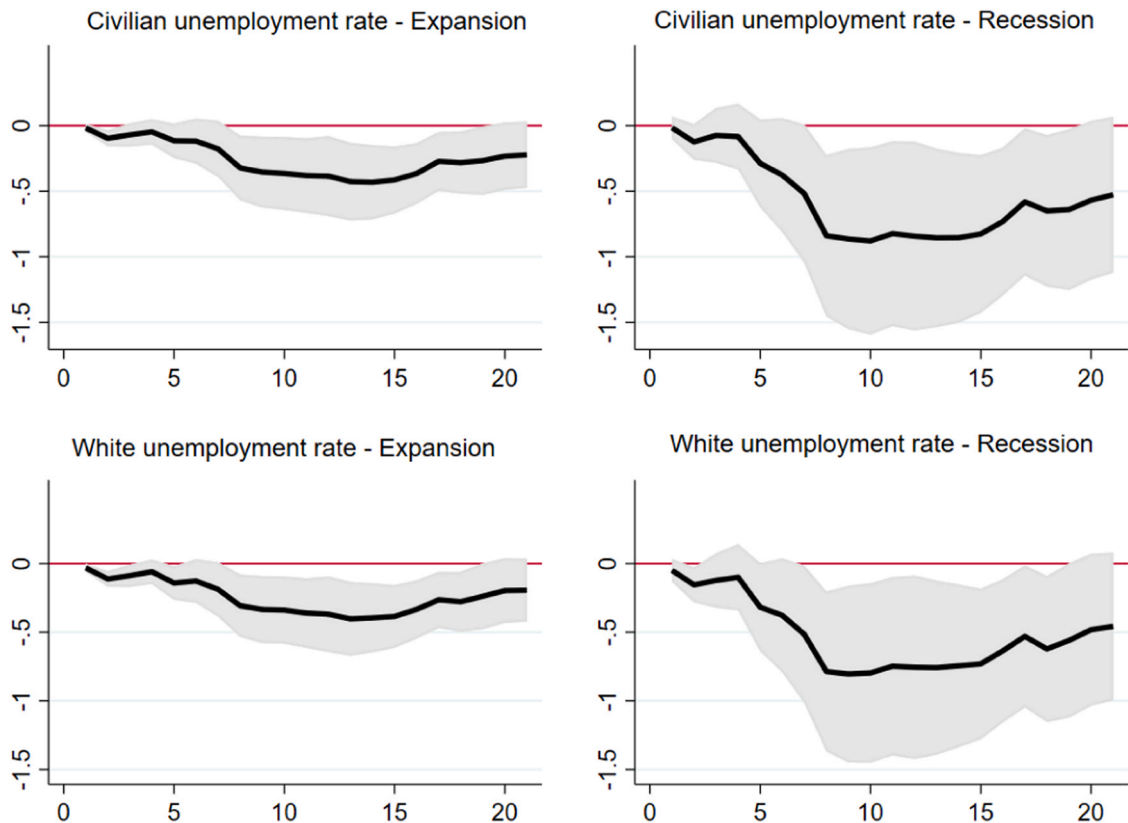 Civilian unemployment rate - Expansion
0
-.5
-1
-1.5
0 5 10 15 20
Civilian unemployment rate - Recession
0
-.5
-1
-1.5
0 5 10 15 20
White unemployment rate - Expansion
0
-.5
-1
-1.5
0 5 10 15 20
White unemployment rate - Recession
0
-.5
-1
-1.5
0 5 10 15 20